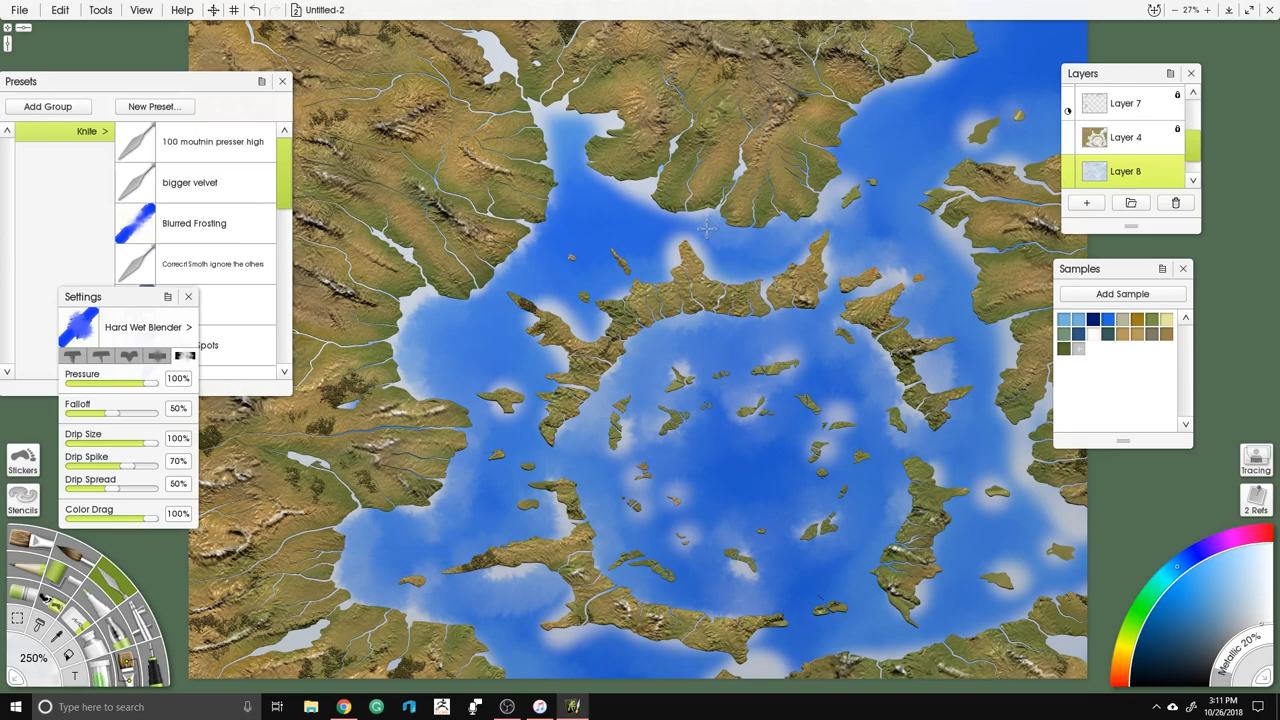 File Edit Tools View Help Untitled-2 27%
Presets
Add Group New Preset...
Knife > 100 moutnin presser high
bigger velvet
Blurred Frosting
Correcrl Smoth ignore the others
Spots
Settings
Hard Wet Blender >
Pressure 100%
Falloff 50%
Drip Size 100%
Drip Spike 70%
Drip Spread 50%
Color Drag 100%
Stickers
Stencils
250%
T
Layers
Layer 7
Layer 4
Layer 8
Samples
Add Sample
Tracing
2 Refs
Metallic 20%
Type here to search
3:11 PM
10/26/2018